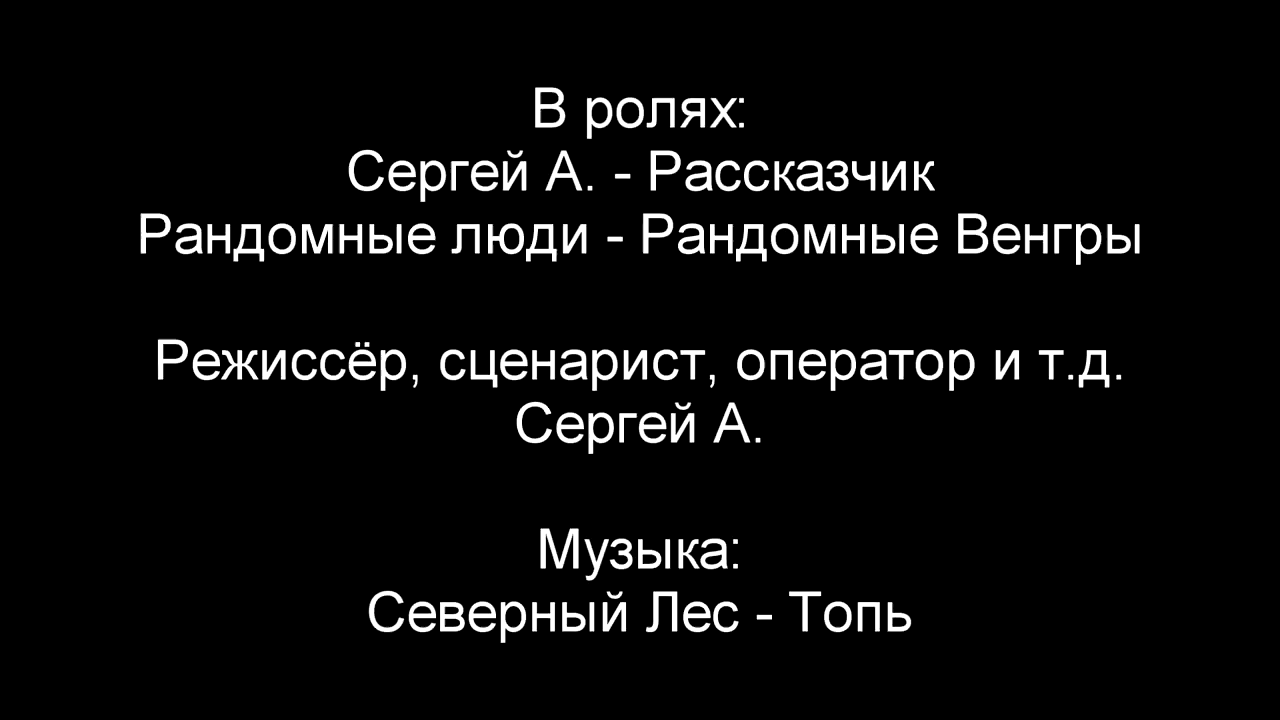 В ролях:
Сергей А. - Рассказчик
Рандомные люди - Рандомные Венгры
Режиссёр, сценарист, оператор и т.д.
Сергей А.
Музыка:
Северный Лес - Топь